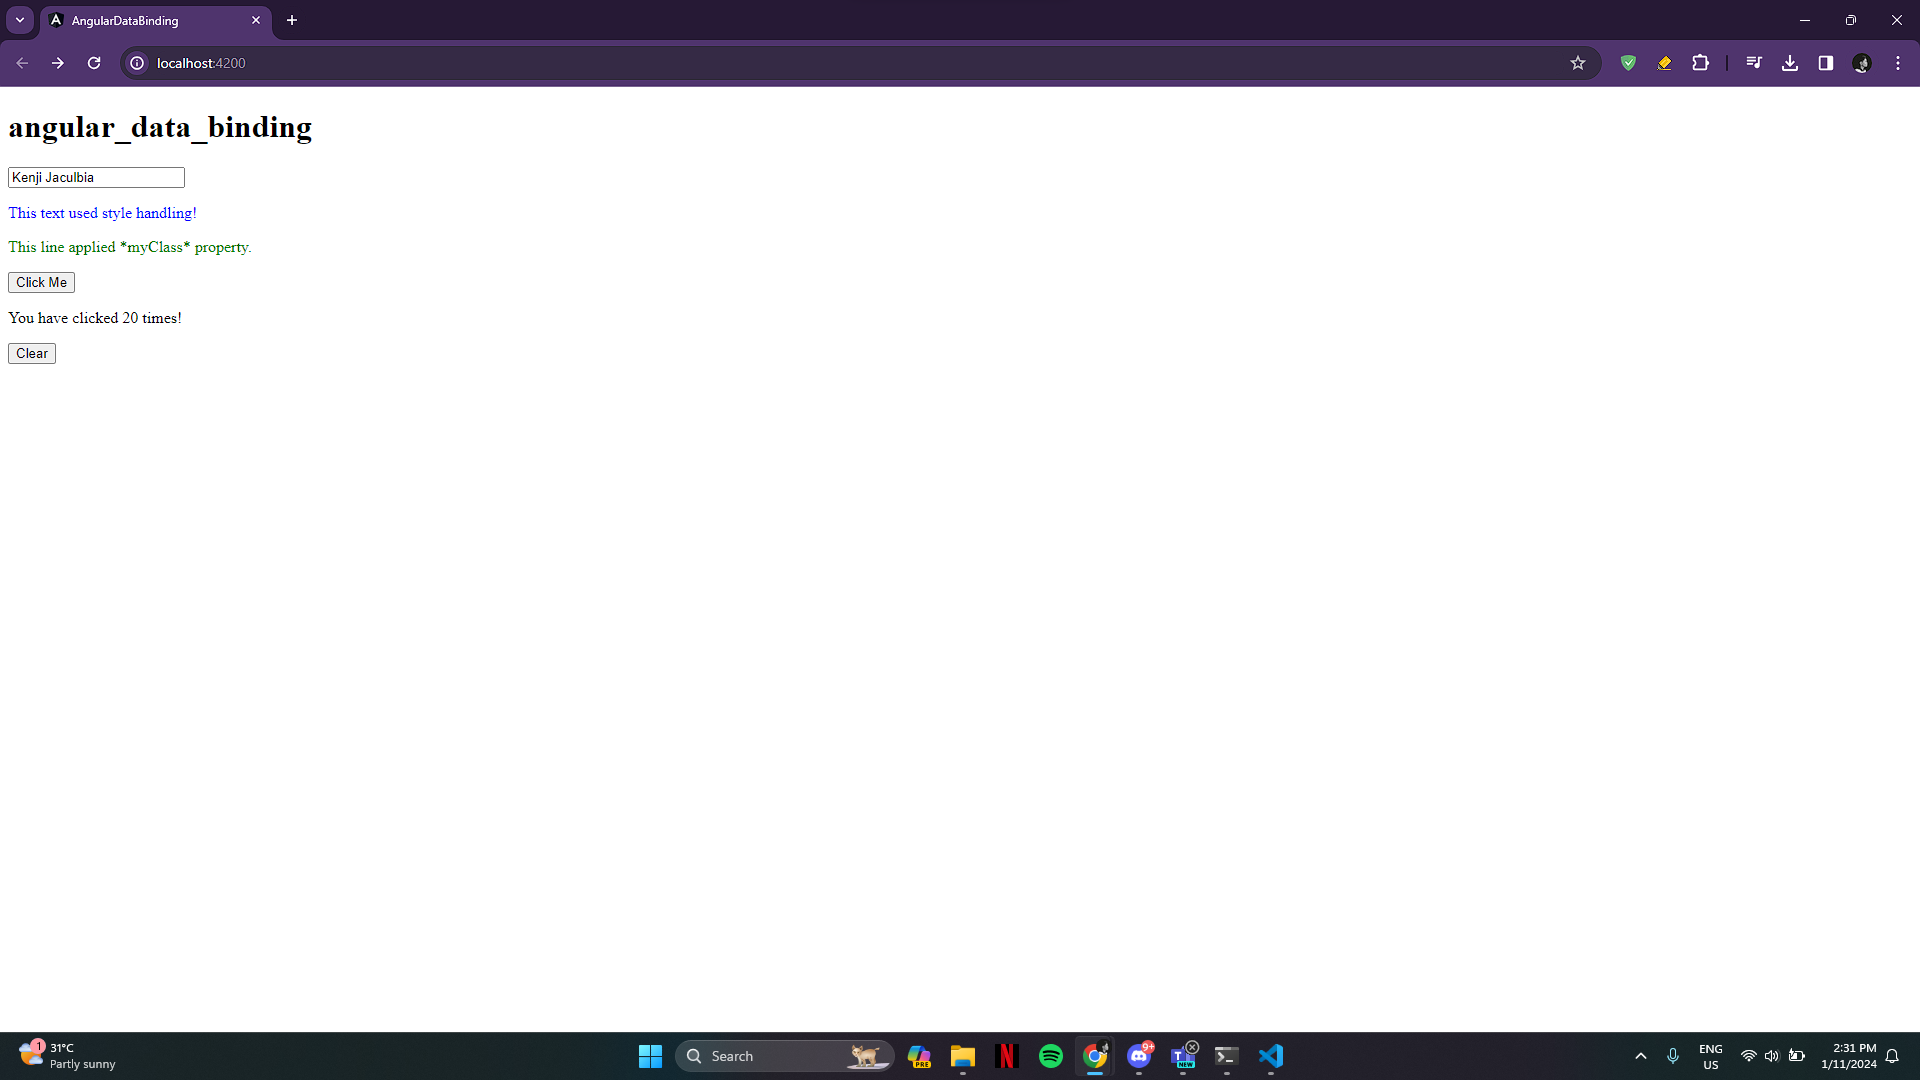 AngularDataBinding
localhost:4200
angular_data_binding
Kenji Jaculbia
This text used style handling!
This line applied *myClass* property.
Click Me
You have clicked 20 times!
Clear
1
31°C
Partly sunny
Search
PRE
9+
NEW
ENG
US
2:31 PM
1/11/2024